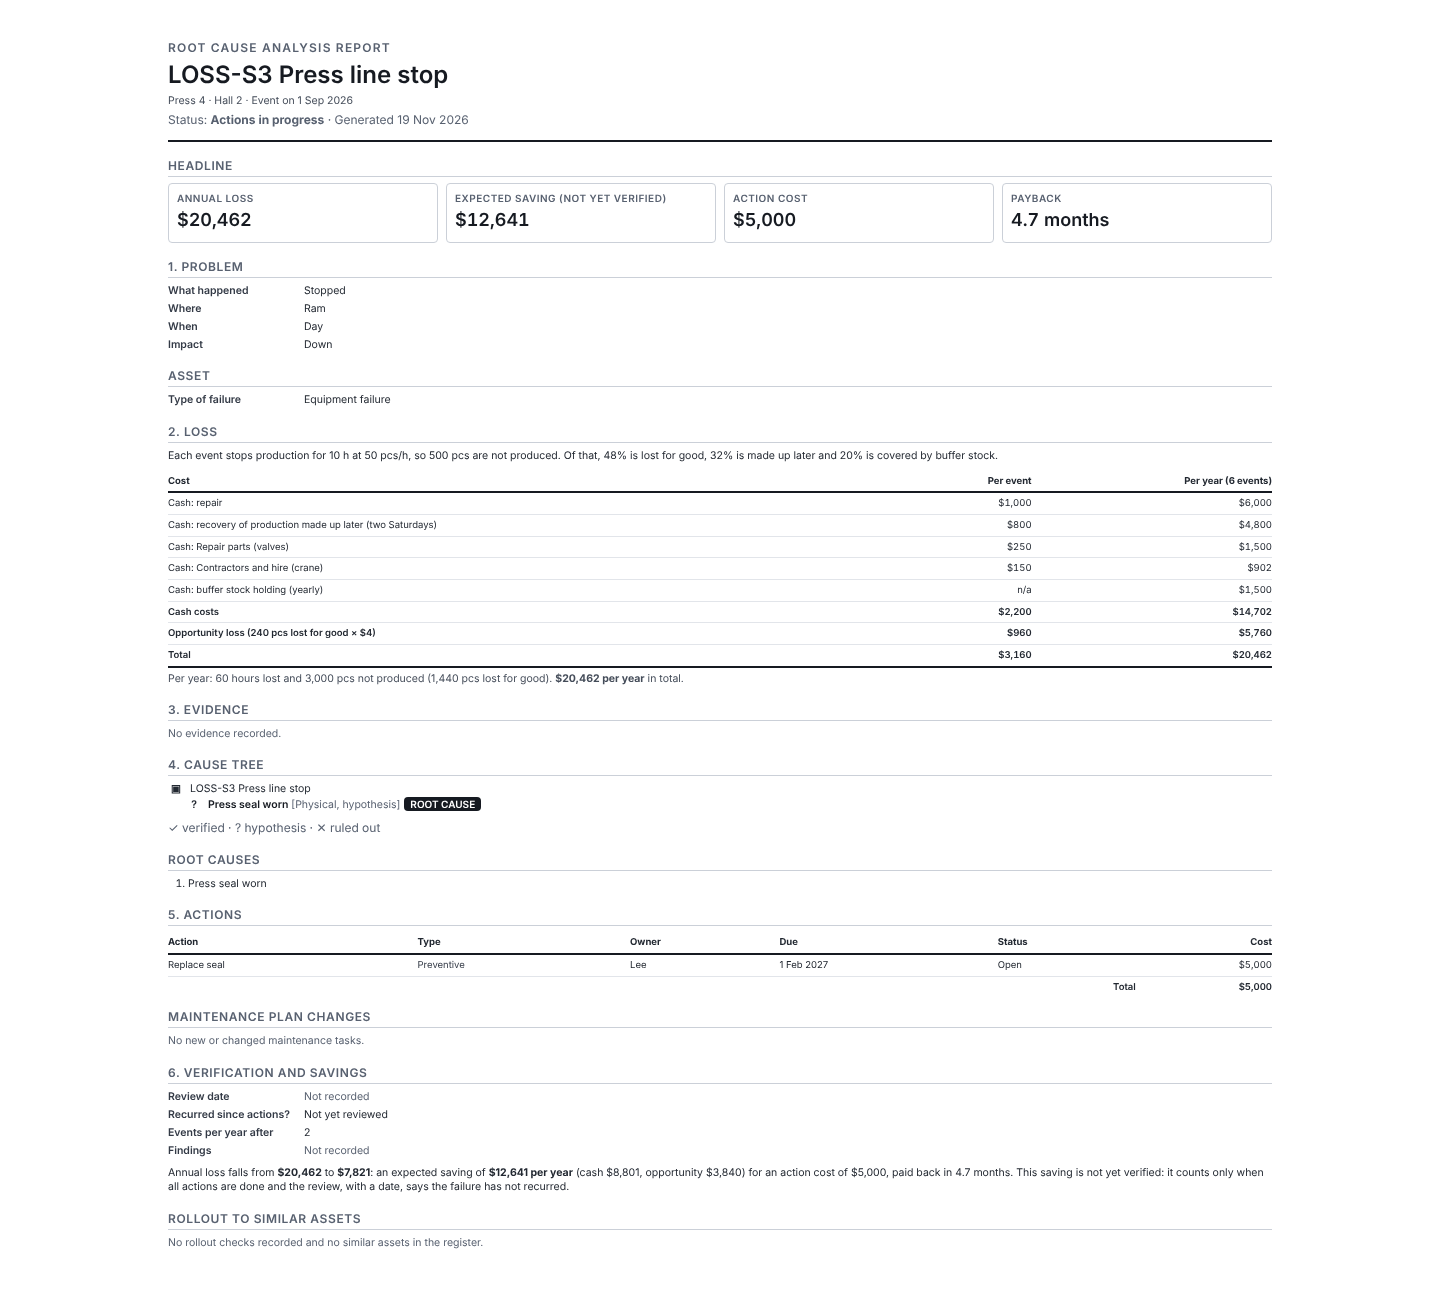 ROOT CAUSE ANALYSIS REPORT
LOSS-S3 Press line stop
Press 4 · Hall 2 · Event on 1 Sep 2026
Status: Actions in progress · Generated 19 Nov 2026
HEADLINE
ANNUAL LOSS
$20,462
EXPECTED SAVING (NOT YET VERIFIED)
$12,641
ACTION COST
$5,000
PAYBACK
4.7 months
1. PROBLEM
What happened Stopped
Where Ram
When Day
Impact Down
ASSET
Type of failure Equipment failure
2. LOSS
Each event stops production for 10 h at 50 pcs/h, so 500 pcs are not produced. Of that, 48% is lost for good, 32% is made up later and 20% is covered by buffer stock.
Cost Per event Per year (6 events)
Cash: repair $1,000 $6,000
Cash: recovery of production made up later (two Saturdays) $800 $4,800
Cash: Repair parts (valves) $250 $1,500
Cash: Contractors and hire (crane) $150 $902
Cash: buffer stock holding (yearly) n/a $1,500
Cash costs $2,200 $14,702
Opportunity loss (240 pcs lost for good × $4) $960 $5,760
Total $3,160 $20,462
Per year: 60 hours lost and 3,000 pcs not produced (1,440 pcs lost for good). $20,462 per year in total.
3. EVIDENCE
No evidence recorded.
4. CAUSE TREE
▣ LOSS-S3 Press line stop
? Press seal worn [Physical, hypothesis] ROOT CAUSE
✓ verified · ? hypothesis · ✕ ruled out
ROOT CAUSES
1. Press seal worn
5. ACTIONS
Action Type Owner Due Status Cost
Replace seal Preventive Lee 1 Feb 2027 Open $5,000
Total $5,000
MAINTENANCE PLAN CHANGES
No new or changed maintenance tasks.
6. VERIFICATION AND SAVINGS
Review date Not recorded
Recurred since actions? Not yet reviewed
Events per year after 2
Findings Not recorded
Annual loss falls from $20,462 to $7,821: an expected saving of $12,641 per year (cash $8,801, opportunity $3,840) for an action cost of $5,000, paid back in 4.7 months. This saving is not yet verified: it counts only when
all actions are done and the review, with a date, says the failure has not recurred.
ROLLOUT TO SIMILAR ASSETS
No rollout checks recorded and no similar assets in the register.